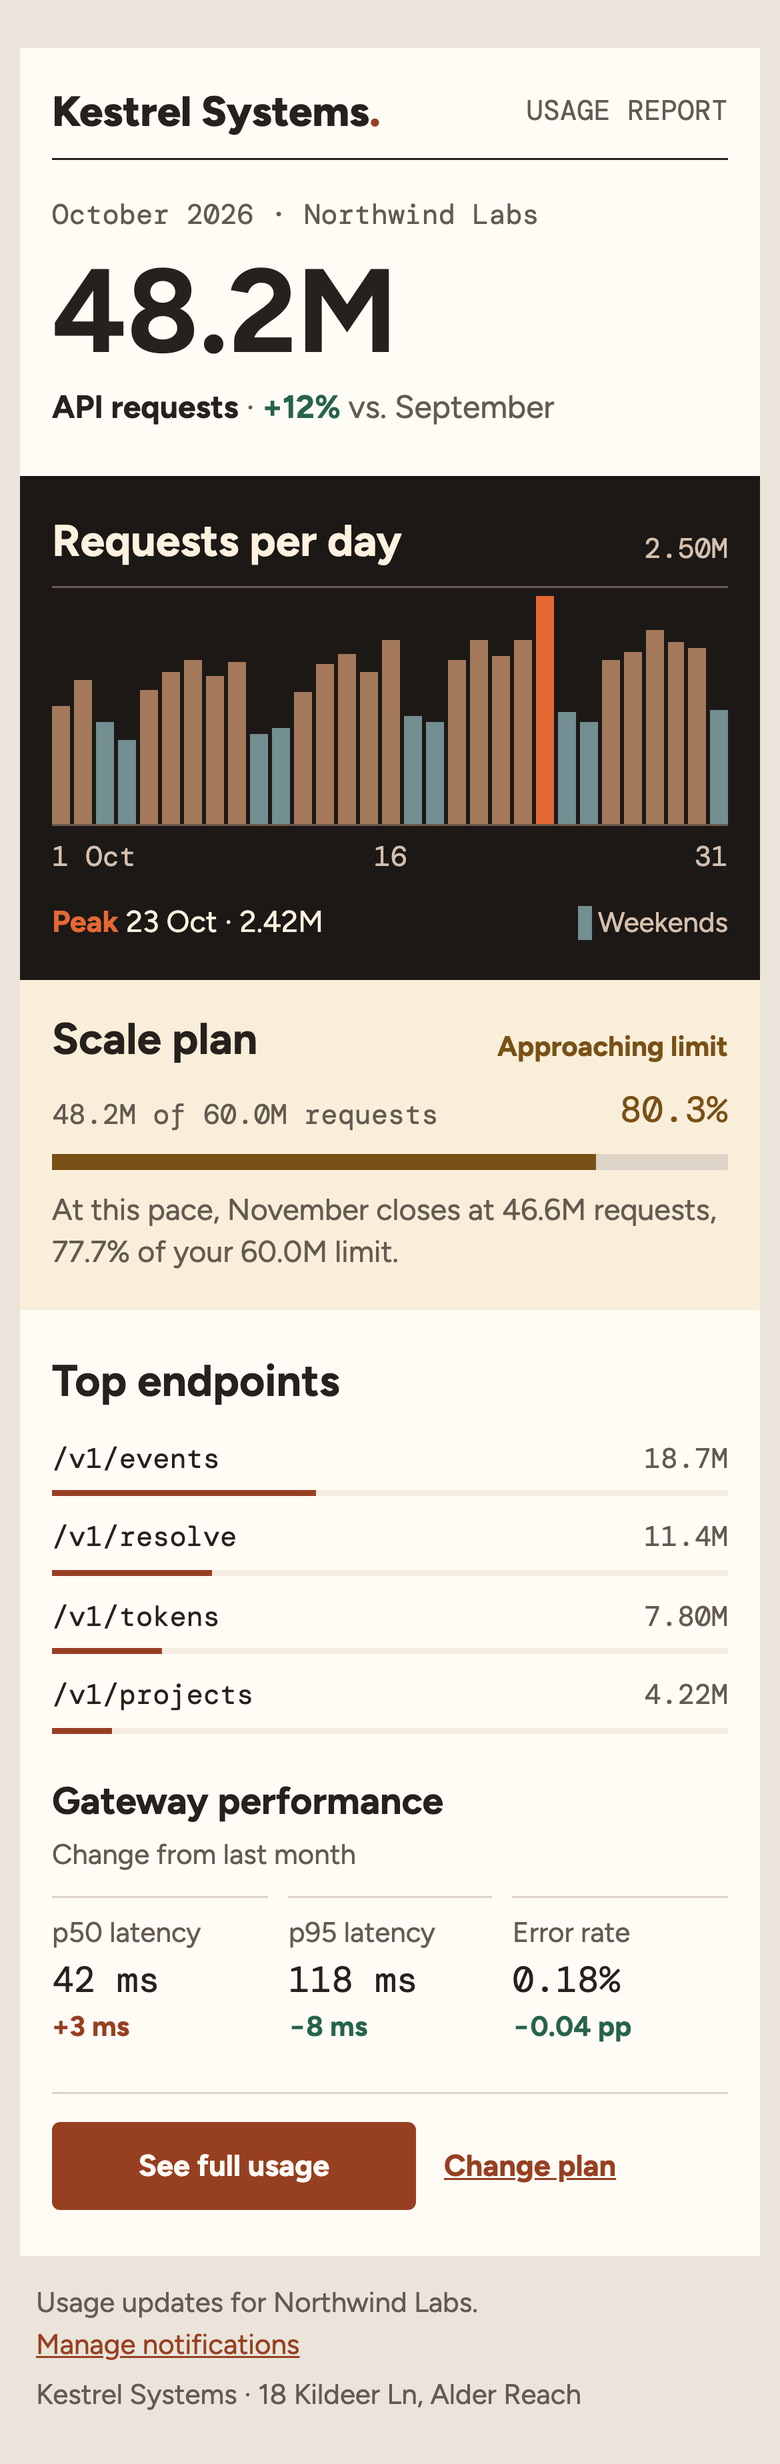 Kestrel Systems.
USAGE REPORT
October 2026 · Northwind Labs
48.2M
API requests · +12% vs. September
Requests per day
2.50M
1 Oct 16 31
Peak 23 Oct · 2.42M
Weekends
Scale plan
Approaching limit
48.2M of 60.0M requests
80.3%
At this pace, November closes at 46.6M requests,
77.7% of your 60.0M limit.
Top endpoints
/v1/events 18.7M
/v1/resolve 11.4M
/v1/tokens 7.80M
/v1/projects 4.22M
Gateway performance
Change from last month
p50 latency p95 latency Error rate
42 ms 118 ms 0.18%
+3 ms −8 ms −0.04 pp
See full usage
Change plan
Usage updates for Northwind Labs.
Manage notifications
Kestrel Systems · 18 Kildeer Ln, Alder Reach